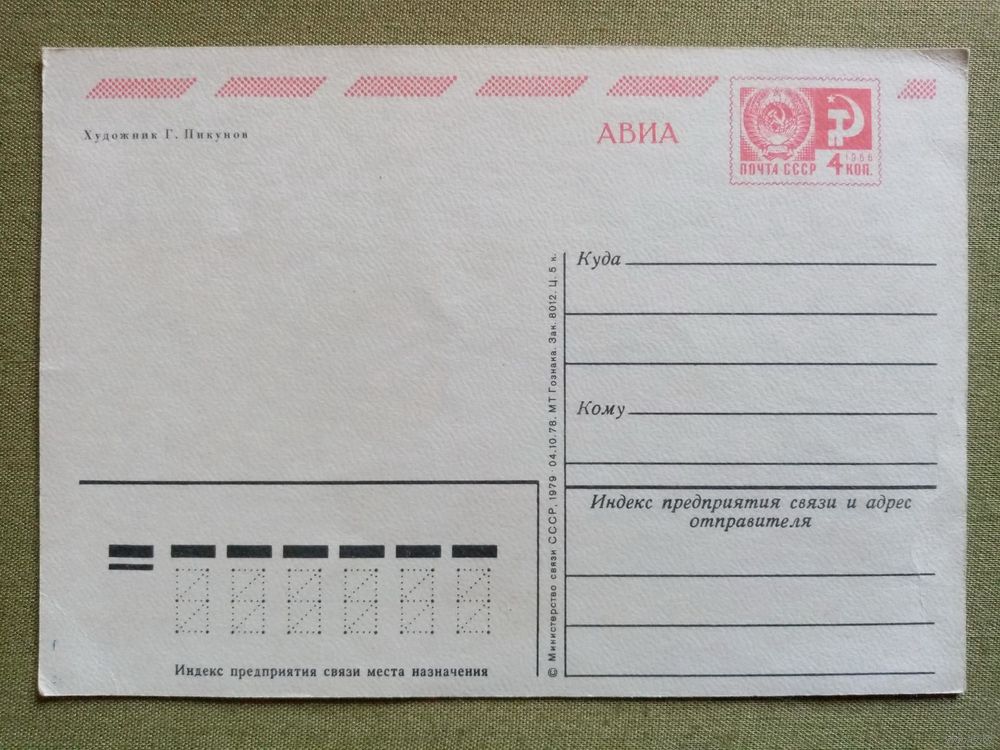 Художник Г. Пикунов
АВИА
ПОЧТА СССР
1966
4 КОП.
Куда
Кому
Индекс предприятия связи и адрес
отправителя
© Министерство связи СССР, 1979 04.10.78. МТ Гознака. Зак. 8012. Ц. 5 к.
Индекс предприятия связи места назначения